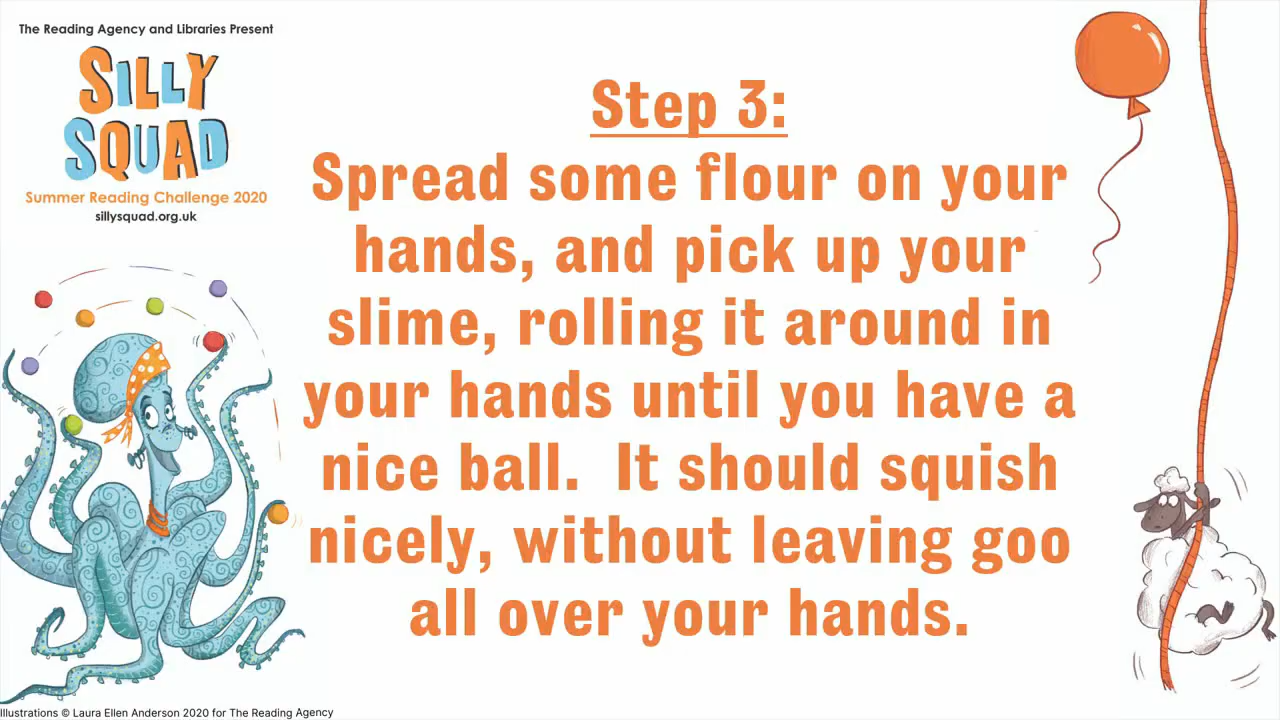 The Reading Agency and Libraries Present
SILLY
SQUAD
Summer Reading Challenge 2020
sillysquad.org.uk
Step 3:
Spread some flour on your
hands, and pick up your
slime, rolling it around in
your hands until you have a
nice ball.  It should squish
nicely, without leaving goo
all over your hands.
Illustrations © Laura Ellen Anderson 2020 for The Reading Agency